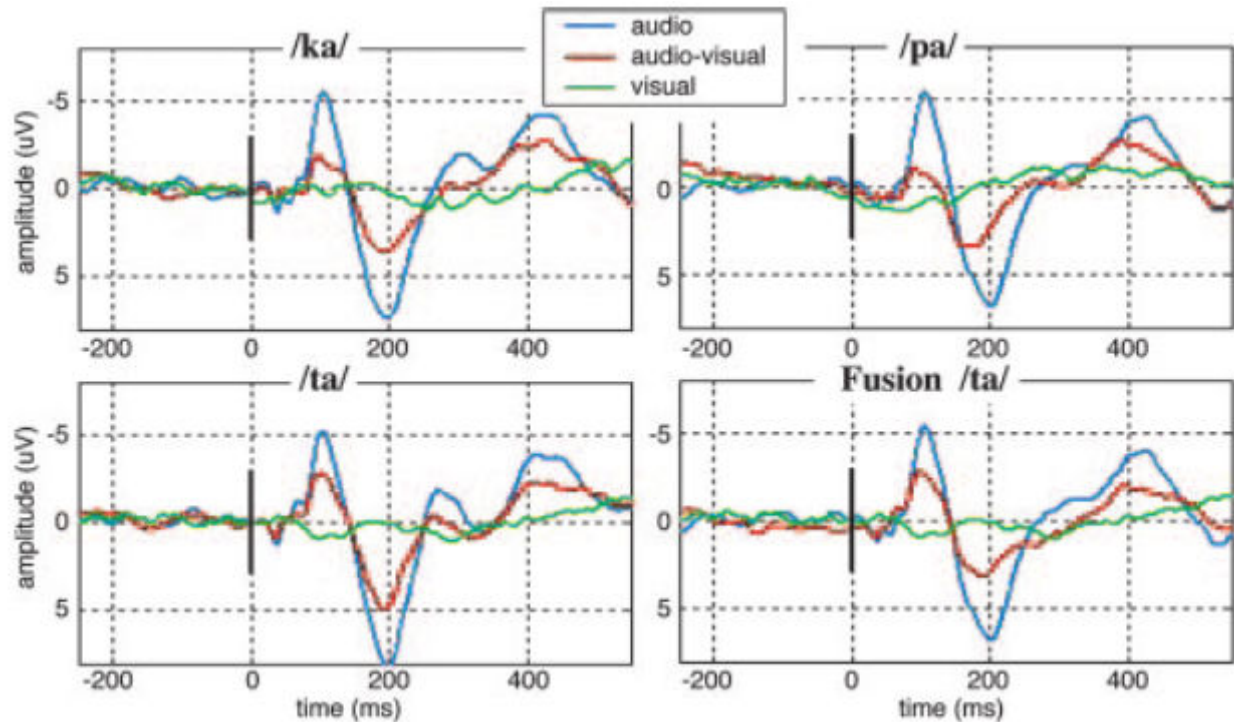 audio
audio-visual
visual
/ka/
/pa/
-5
0
5
amplitude (uV)
-200 0 200 400
-5
0
5
-200 0 200 400
/ta/
Fusion /ta/
-5
0
5
amplitude (uV)
-200 0 200 400
time (ms)
-5
0
5
-200 0 200 400
time (ms)